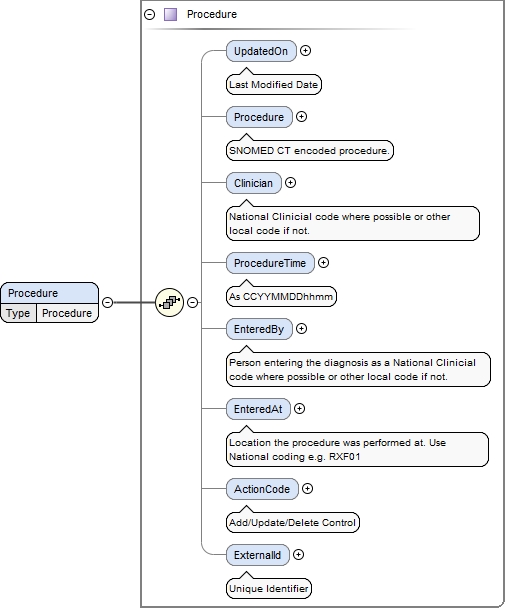 Procedure
UpdatedOn
Last Modified Date
Procedure
SNOMED CT encoded procedure.
Clinician
National Clinicial code where possible or other
local code if not.
ProcedureTime
As CCYYMMDDhhmm
Procedure
Type Procedure
EnteredBy
Person entering the diagnosis as a National Clinicial
code where possible or other local code if not.
EnteredAt
Location the procedure was performed at. Use
National coding e.g. RXF01
ActionCode
Add/Update/Delete Control
ExternalId
Unique Identifier